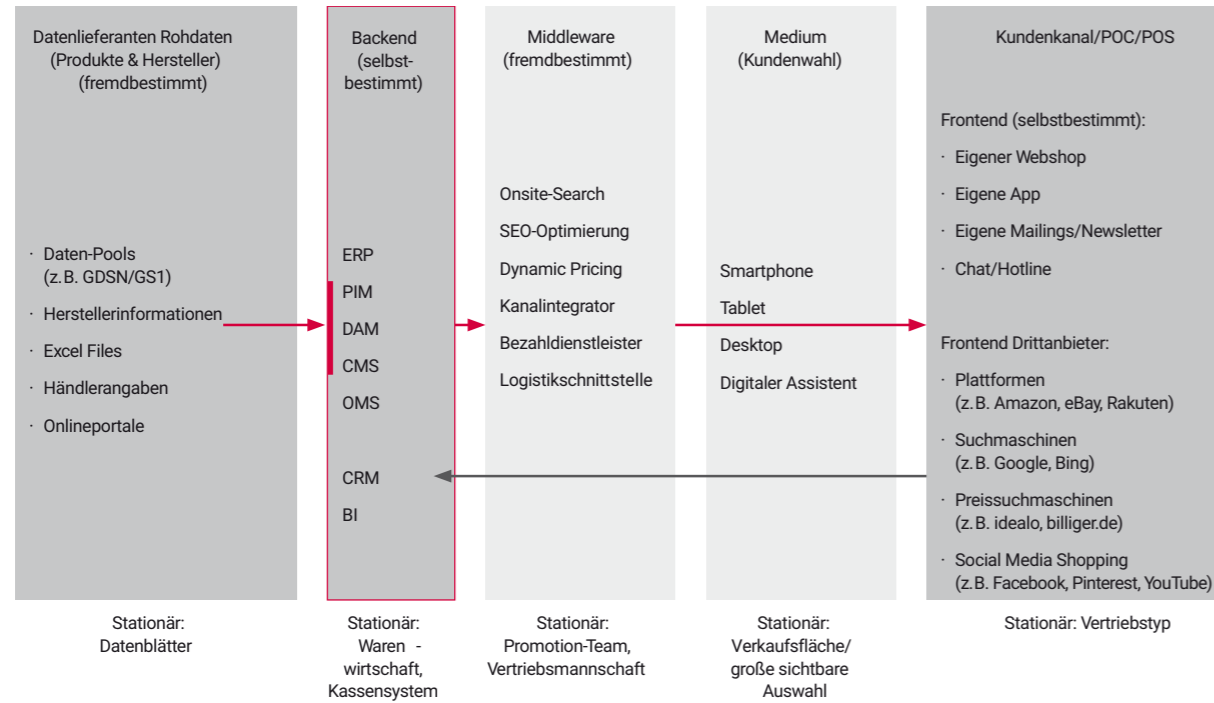 Datenlieferanten Rohdaten
(Produkte & Hersteller)
(fremdbestimmt)
· Daten-Pools
(z.B. GDSN/GS1)
· Herstellerinformationen
· Excel Files
· Händlerangaben
· Onlineportale
Stationär:
Datenblätter
Backend
(selbst-
bestimmt)
ERP
PIM
DAM
CMS
OMS
CRM
BI
Stationär:
Waren -
wirtschaft,
Kassensystem
Middleware
(fremdbestimmt)
Onsite-Search
SEO-Optimierung
Dynamic Pricing
Kanalintegrator
Bezahldienstleister
Logistikschnittstelle
Stationär:
Promotion-Team,
Vertriebsmannschaft
Medium
(Kundenwahl)
Smartphone
Tablet
Desktop
Digitaler Assistent
Stationär:
Verkaufsfläche/
große sichtbare
Auswahl
Kundenkanal/POC/POS
Frontend (selbstbestimmt):
· Eigener Webshop
· Eigene App
· Eigene Mailings/Newsletter
· Chat/Hotline
Frontend Drittanbieter:
· Plattformen
(z.B. Amazon, eBay, Rakuten)
· Suchmaschinen
(z.B. Google, Bing)
· Preissuchmaschinen
(z.B. idealo, billiger.de)
· Social Media Shopping
(z.B. Facebook, Pinterest, YouTube)
Stationär: Vertriebstyp